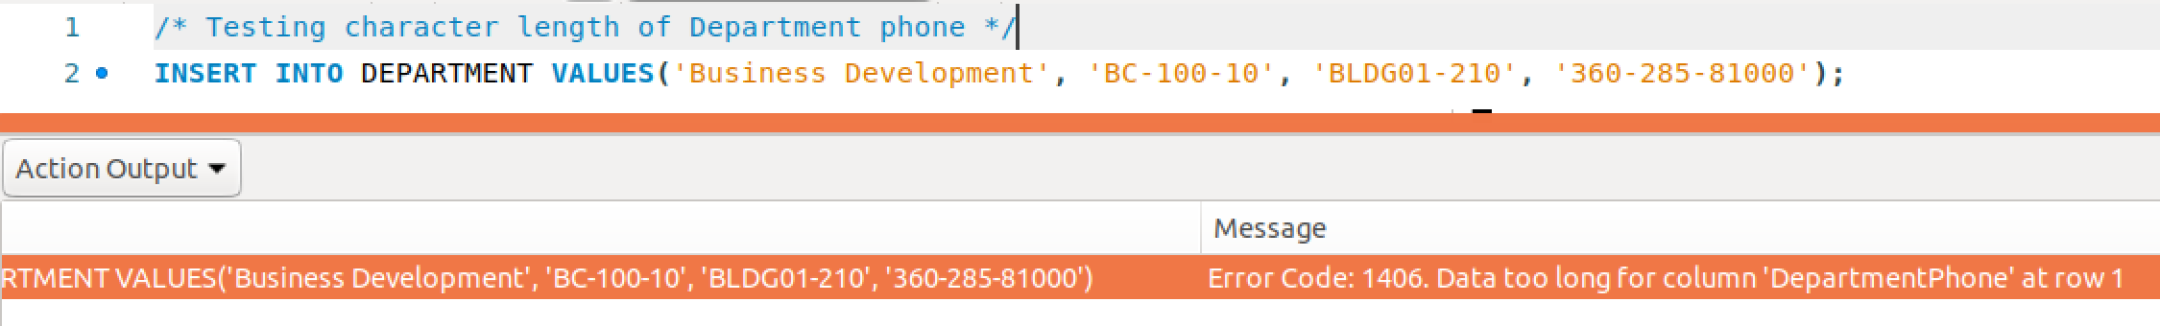 1 /* Testing character length of Department phone */
2 INSERT INTO DEPARTMENT VALUES('Business Development', 'BC-100-10', 'BLDG01-210', '360-285-81000');
Action Output
Message
RTMENT VALUES('Business Development', 'BC-100-10', 'BLDG01-210', '360-285-81000') Error Code: 1406. Data too long for column 'DepartmentPhone' at row 1